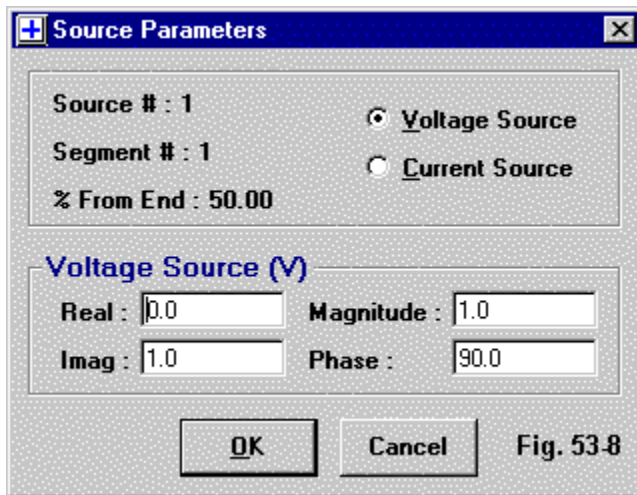 Source Parameters
Source # : 1
Segment # : 1
% From End : 50.00
Voltage Source
Current Source
Voltage Source (V)
Real : 0.0 Magnitude : 1.0
Imag : 1.0 Phase : 90.0
OK Cancel Fig. 53-8